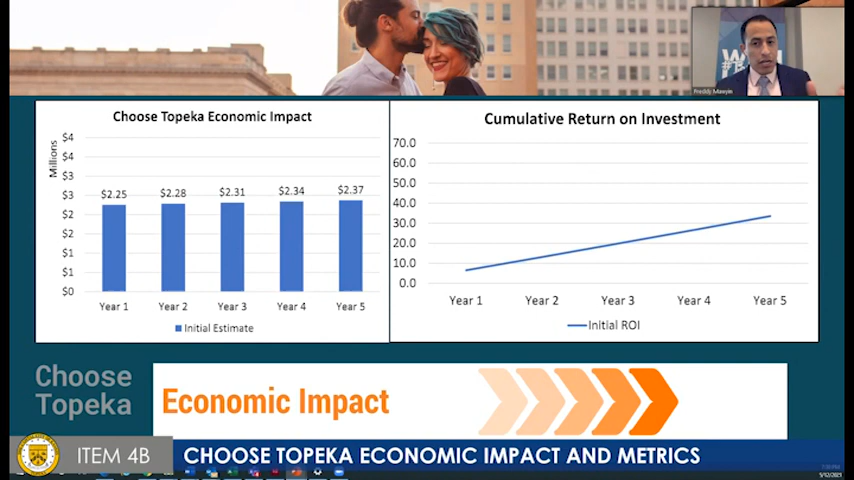 Freddy Mawyin
Choose Topeka Economic Impact
Millions
$4
$4
$3
$3
$2
$2
$1
$1
$0
$2.25
$2.28
$2.31
$2.34
$2.37
Year 1
Year 2
Year 3
Year 4
Year 5
Initial Estimate
Cumulative Return on Investment
70.0
60.0
50.0
40.0
30.0
20.0
10.0
0.0
Year 1
Year 2
Year 3
Year 4
Year 5
Initial ROI
Choose
Topeka
Economic Impact
ITEM 4B
CHOOSE TOPEKA ECONOMIC IMPACT AND METRICS